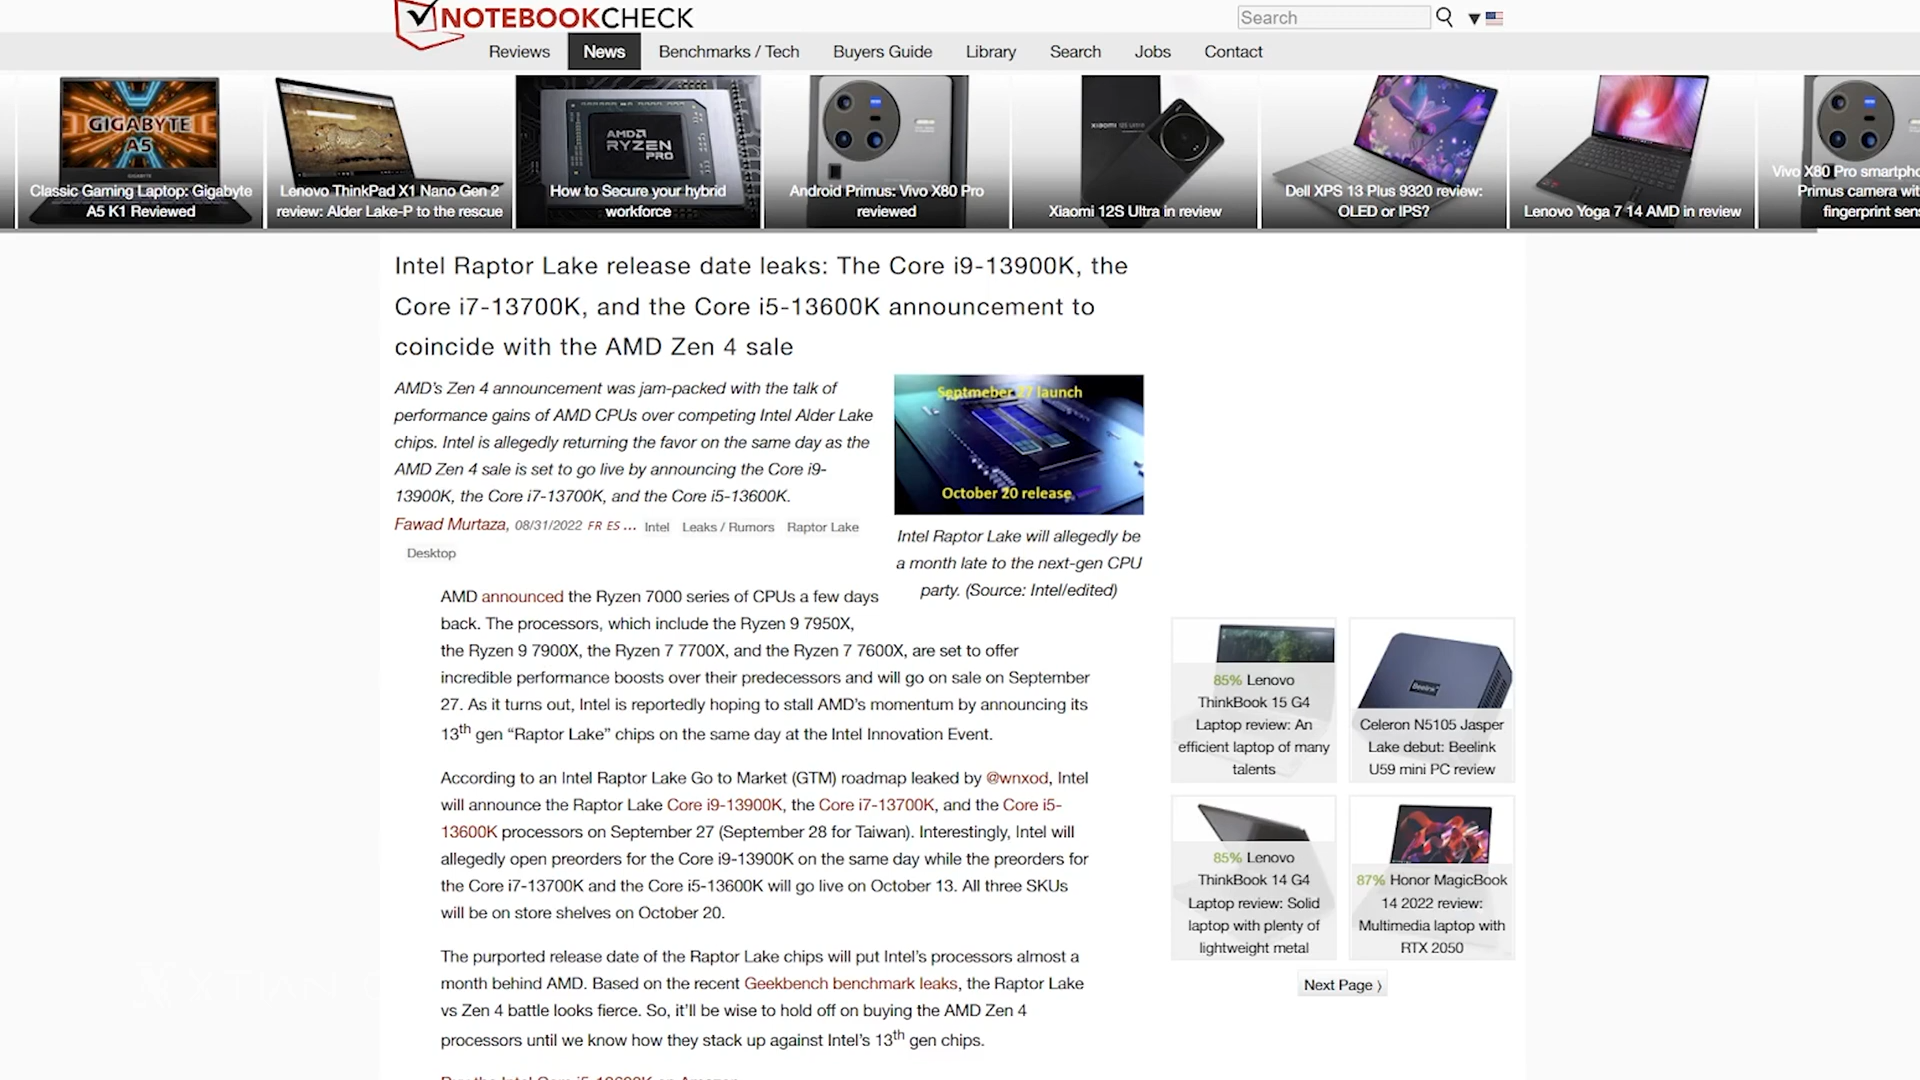 NOTEBOOKCHECK
Search
Reviews
News
Benchmarks / Tech
Buyers Guide
Library
Search
Jobs
Contact
GIGABYTE
A5
Classic Gaming Laptop: Gigabyte
A5 K1 Reviewed
Lenovo ThinkPad X1 Nano Gen 2
review: Alder Lake-P to the rescue
AMD
RYZEN
PRO
How to Secure your hybrid
workforce
Android Primus: Vivo X80 Pro
reviewed
Xiaomi 12S Ultra in review
Dell XPS 13 Plus 9320 review:
OLED or IPS?
Lenovo Yoga 7 14 AMD in review
Vivo X80 Pro
Primus camera
fingerprint
Intel Raptor Lake release date leaks: The Core i9-13900K, the
Core i7-13700K, and the Core i5-13600K announcement to
coincide with the AMD Zen 4 sale
AMD's Zen 4 announcement was jam-packed with the talk of
performance gains of AMD CPUs over competing Intel Alder Lake
chips. Intel is allegedly returning the favor on the same day as the
AMD Zen 4 sale is set to go live by announcing the Core i9-
13900K, the Core i7-13700K, and the Core i5-13600K.
Fawad Murtaza, 08/31/2022 FR ES ... Intel Leaks / Rumors Raptor Lake
Desktop
Septmeber 27 launch
October 20 release
Intel Raptor Lake will allegedly be
a month late to the next-gen CPU
party. (Source: Intel/edited)
AMD announced the Ryzen 7000 series of CPUs a few days
back. The processors, which include the Ryzen 9 7950X,
the Ryzen 9 7900X, the Ryzen 7 7700X, and the Ryzen 7 7600X, are set to offer
incredible performance boosts over their predecessors and will go on sale on September
27. As it turns out, Intel is reportedly hoping to stall AMD's momentum by announcing its
13th gen “Raptor Lake” chips on the same day at the Intel Innovation Event.
According to an Intel Raptor Lake Go to Market (GTM) roadmap leaked by @wnxod, Intel
will announce the Raptor Lake Core i9-13900K, the Core i7-13700K, and the Core i5-
13600K processors on September 27 (September 28 for Taiwan). Interestingly, Intel will
allegedly open preorders for the Core i9-13900K on the same day while the preorders for
the Core i7-13700K and the Core i5-13600K will go live on October 13. All three SKUs
will be on store shelves on October 20.
The purported release date of the Raptor Lake chips will put Intel's processors almost a
month behind AMD. Based on the recent Geekbench benchmark leaks, the Raptor Lake
vs Zen 4 battle looks fierce. So, it'll be wise to hold off on buying the AMD Zen 4
processors until we know how they stack up against Intel's 13th gen chips.
85% Lenovo
ThinkBook 15 G4
Laptop review: An
efficient laptop of many
talents
Beelink
Celeron N5105 Jasper
Lake debut: Beelink
U59 mini PC review
85% Lenovo
ThinkBook 14 G4
Laptop review: Solid
laptop with plenty of
lightweight metal
87% Honor MagicBook
14 2022 review:
Multimedia laptop with
RTX 2050
Next Page ⟩